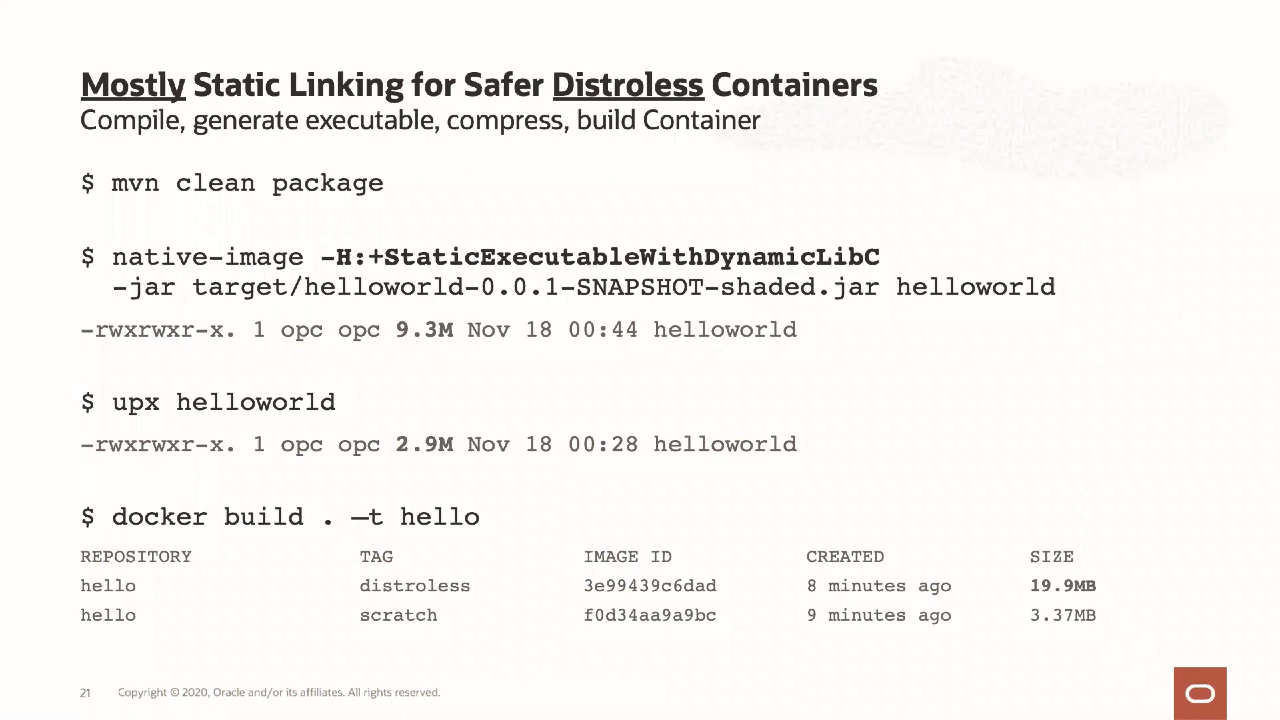 Mostly Static Linking for Safer Distroless Containers
Compile, generate executable, compress, build Container
$ mvn clean package
$ native-image -H:+StaticExecutableWithDynamicLibC
-jar target/helloworld-0.0.1-SNAPSHOT-shaded.jar helloworld
-rwxrwxr-x. 1 opc opc 9.3M Nov 18 00:44 helloworld
$ upx helloworld
-rwxrwxr-x. 1 opc opc 2.9M Nov 18 00:28 helloworld
$ docker build . –t hello
REPOSITORY TAG IMAGE ID CREATED SIZE
hello distroless 3e99439c6dad 8 minutes ago 19.9MB
hello scratch f0d34aa9a9bc 9 minutes ago 3.37MB
21 Copyright © 2020, Oracle and/or its affiliates. All rights reserved.